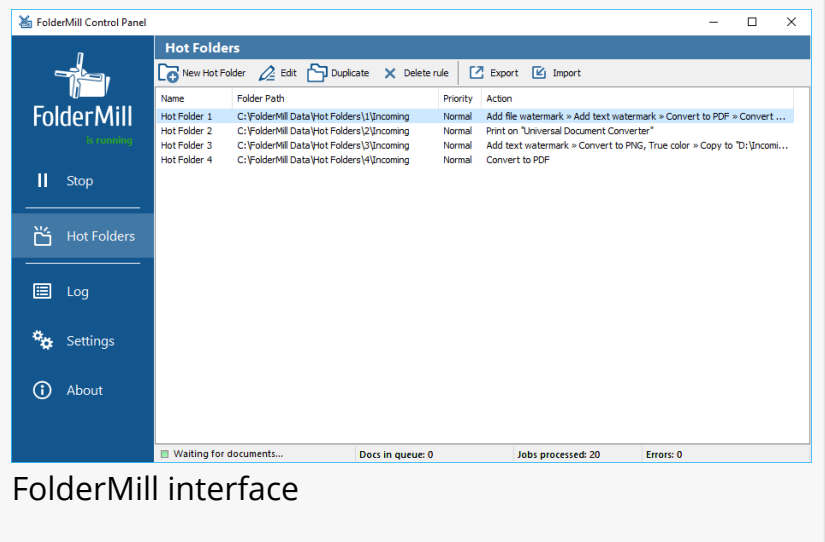 FolderMill Control Panel
Hot Folders
New Hot Folder Edit Duplicate Delete rule Export Import
Name Folder Path Priority Action
Hot Folder 1 C:\FolderMill Data\Hot Folders\1\Incoming Normal Add file watermark » Add text watermark » Convert to PDF » Convert ...
Hot Folder 2 C:\FolderMill Data\Hot Folders\2\Incoming Normal Print on "Universal Document Converter"
Hot Folder 3 C:\FolderMill Data\Hot Folders\3\Incoming Normal Add text watermark » Convert to PNG, True color » Copy to "D:\Incomi...
Hot Folder 4 C:\FolderMill Data\Hot Folders\4\Incoming Normal Convert to PDF
FolderMill
is running
Stop
Hot Folders
Log
Settings
About
Waiting for documents... Docs in queue: 0 Jobs processed: 20 Errors: 0
FolderMill interface